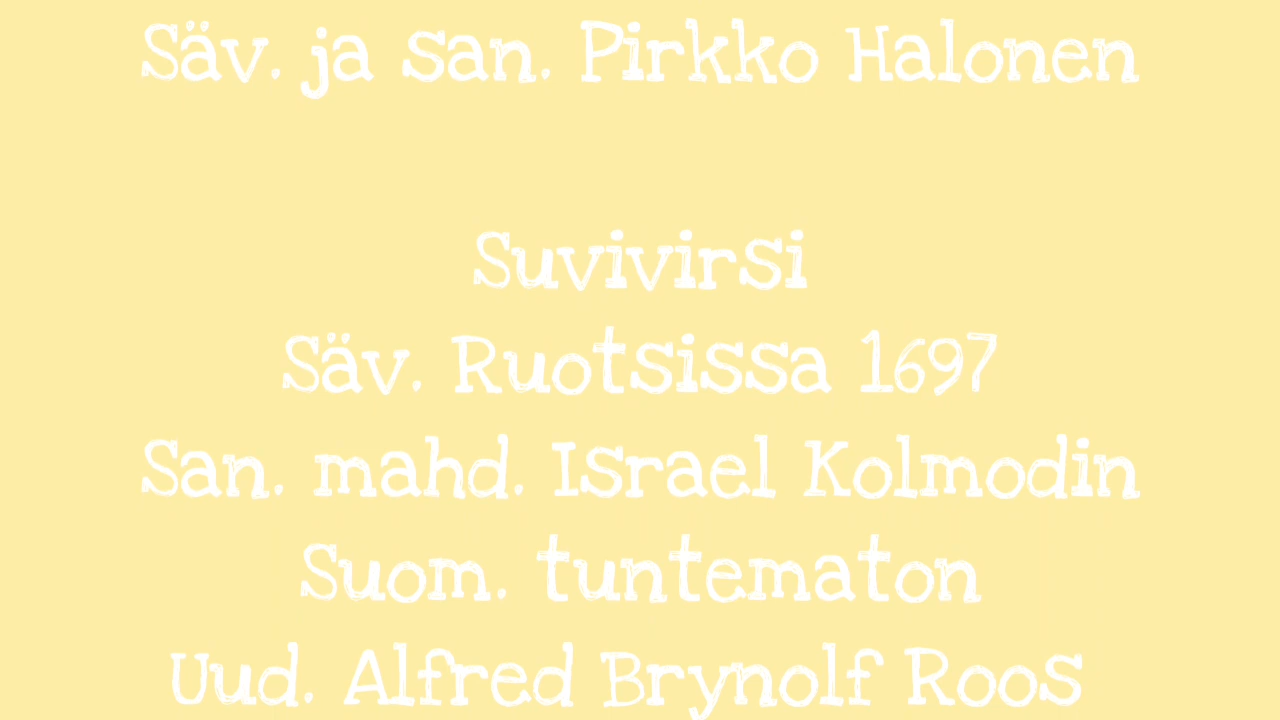 Säv. ja san. Pirkko Halonen
Suvivirsi
Säv. Ruotsissa 1697
San. mahd. Israel Kolmodin
Suom. tuntematon
Uud. Alfred Brynolf Roos